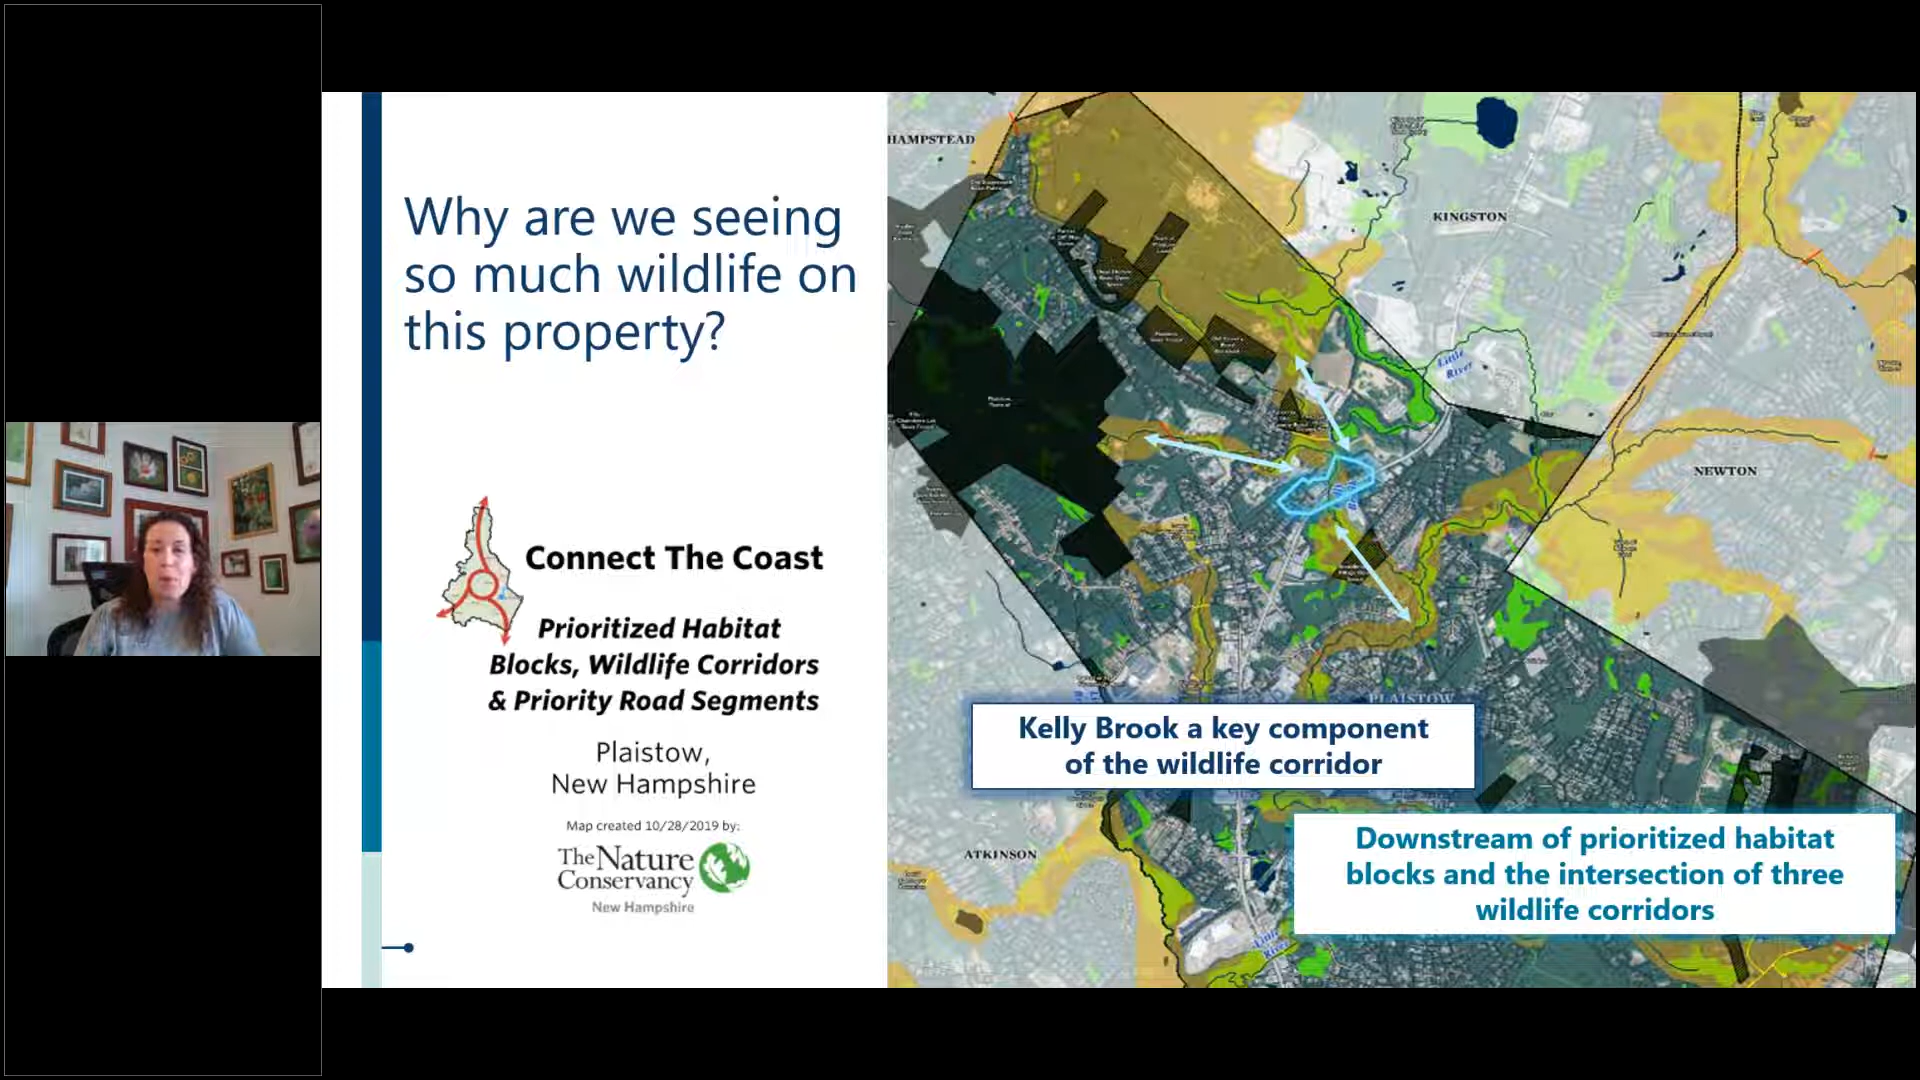 Why are we seeing
so much wildlife on
this property?
Connect The Coast
Prioritized Habitat
Blocks, Wildlife Corridors
& Priority Road Segments
Plaistow,
New Hampshire
Map created 10/28/2019 by:
The Nature
Conservancy
New Hampshire
HAMPSTEAD
KINGSTON
Little
River
NEWTON
PLAISTOW
Kelly Brook a key component
of the wildlife corridor
ATKINSON
Downstream of prioritized habitat
blocks and the intersection of three
wildlife corridors
Little
River